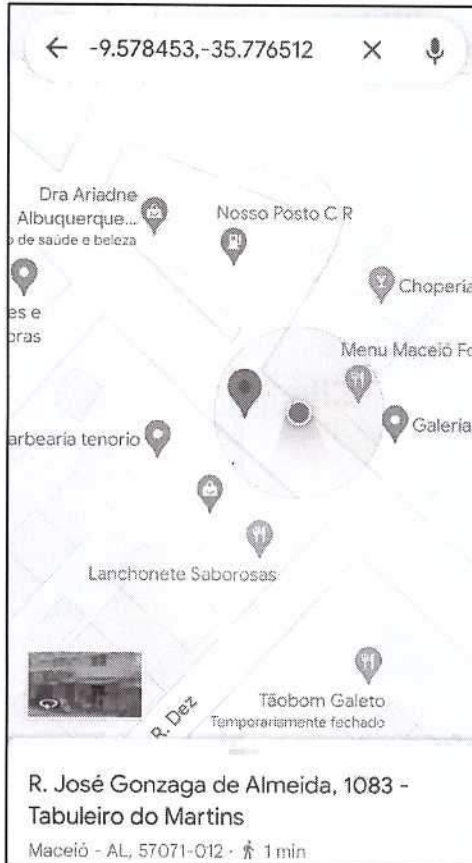 -9.578453,-35.776512
Dra Ariadne
Albuquerque...
o de saúde e beleza
Nosso Posto C R
Choperia
es e
oras
Menu Maceió Fo
arbearia tenorio
Galeria
Lanchonete Saborosas
R. Dez
Tãobom Galeto
Temporariamente fechado
R. José Gonzaga de Almeida, 1083 -
Tabuleiro do Martins
Maceió - AL, 57071-012 · 1 min